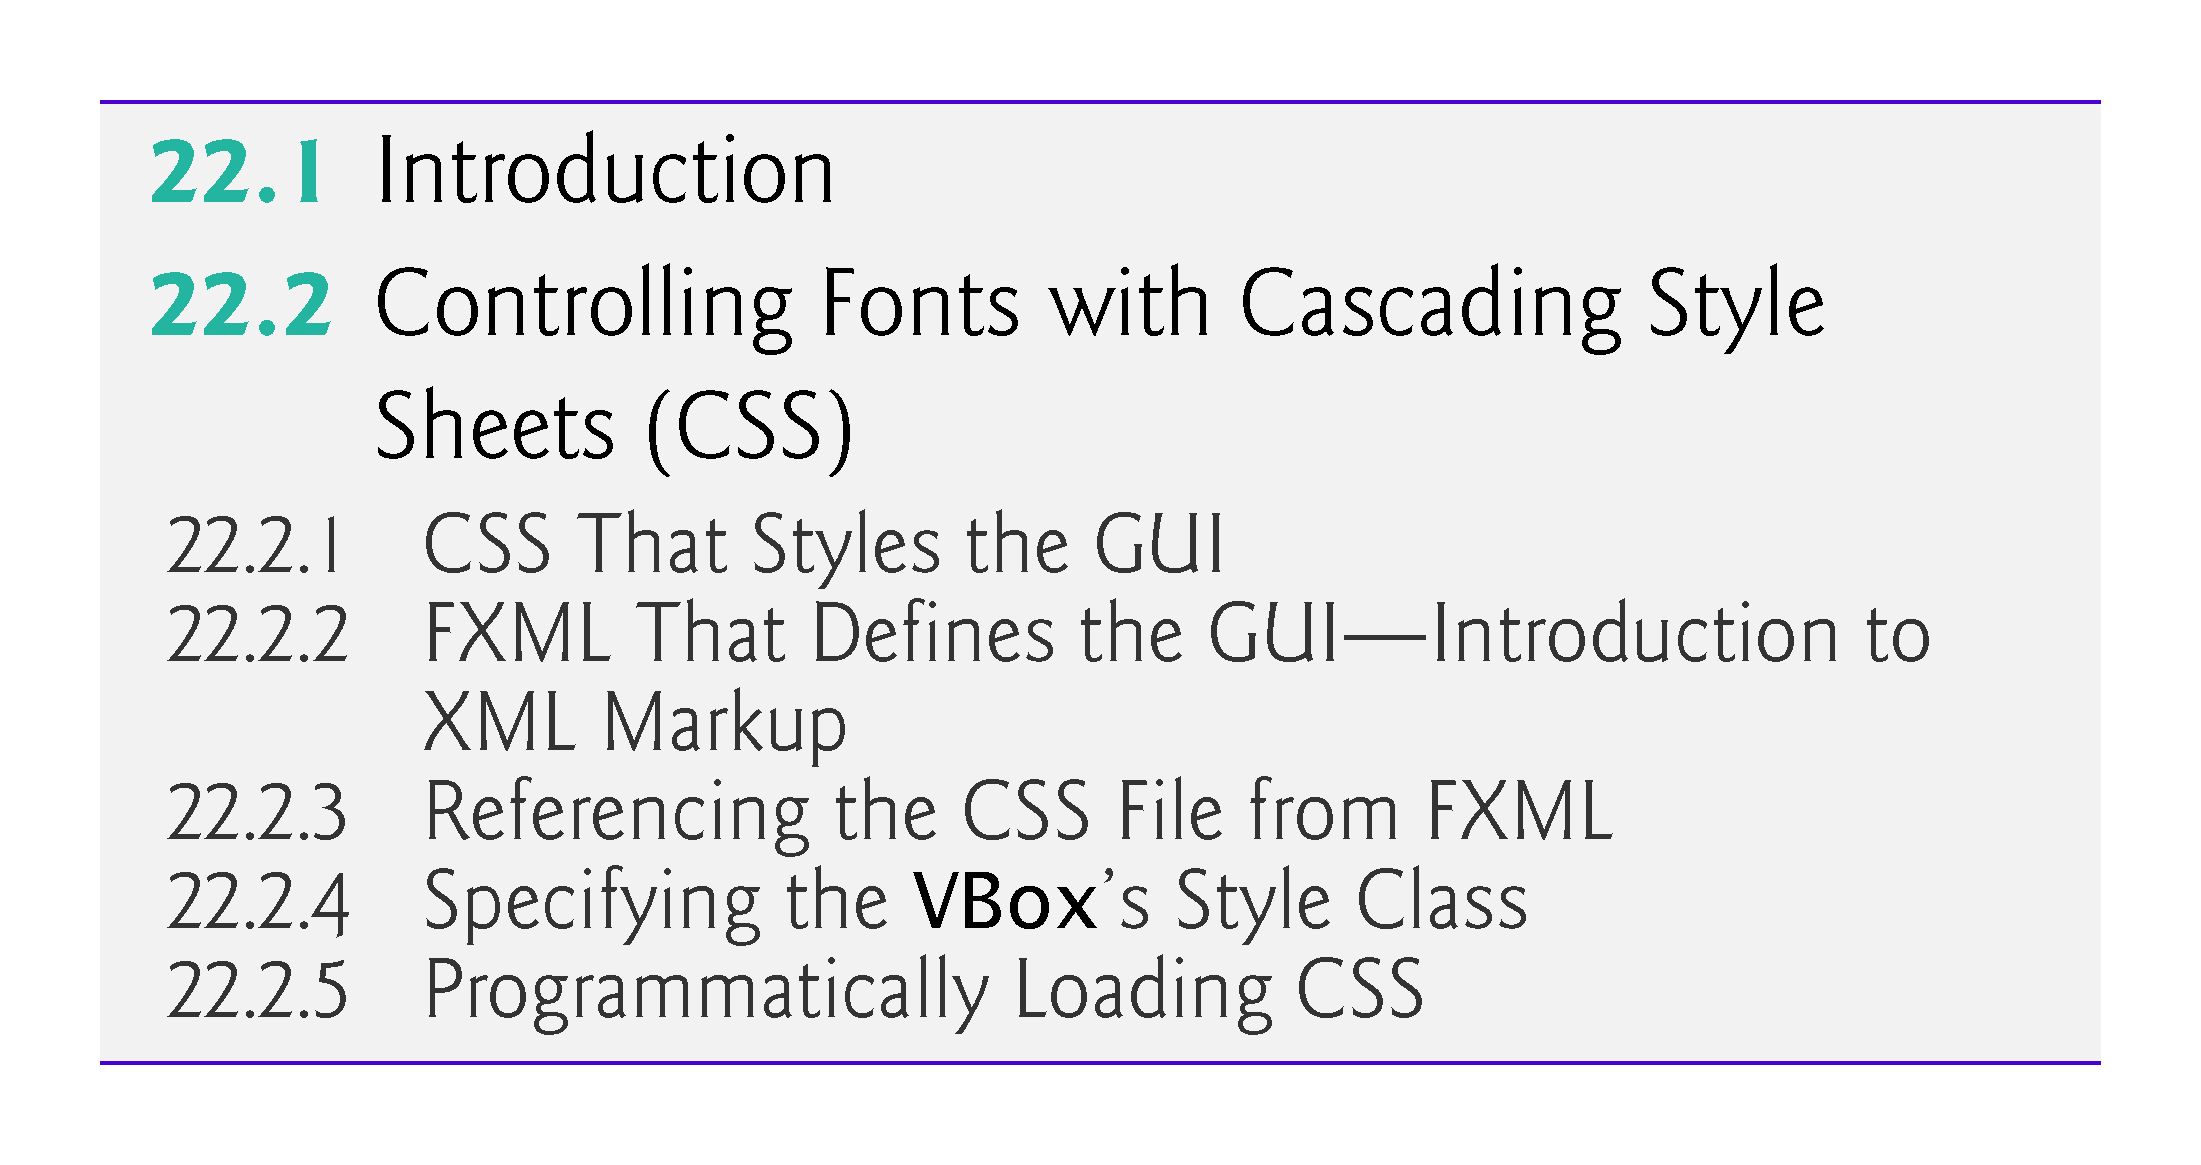 22.1 Introduction
22.2 Controlling Fonts with Cascading Style
Sheets (CSS)
22.2.1 CSS That Styles the GUI
22.2.2 FXML That Defines the GUI—Introduction to
XML Markup
22.2.3 Referencing the CSS File from FXML
22.2.4 Specifying the VBox’s Style Class
22.2.5 Programmatically Loading CSS